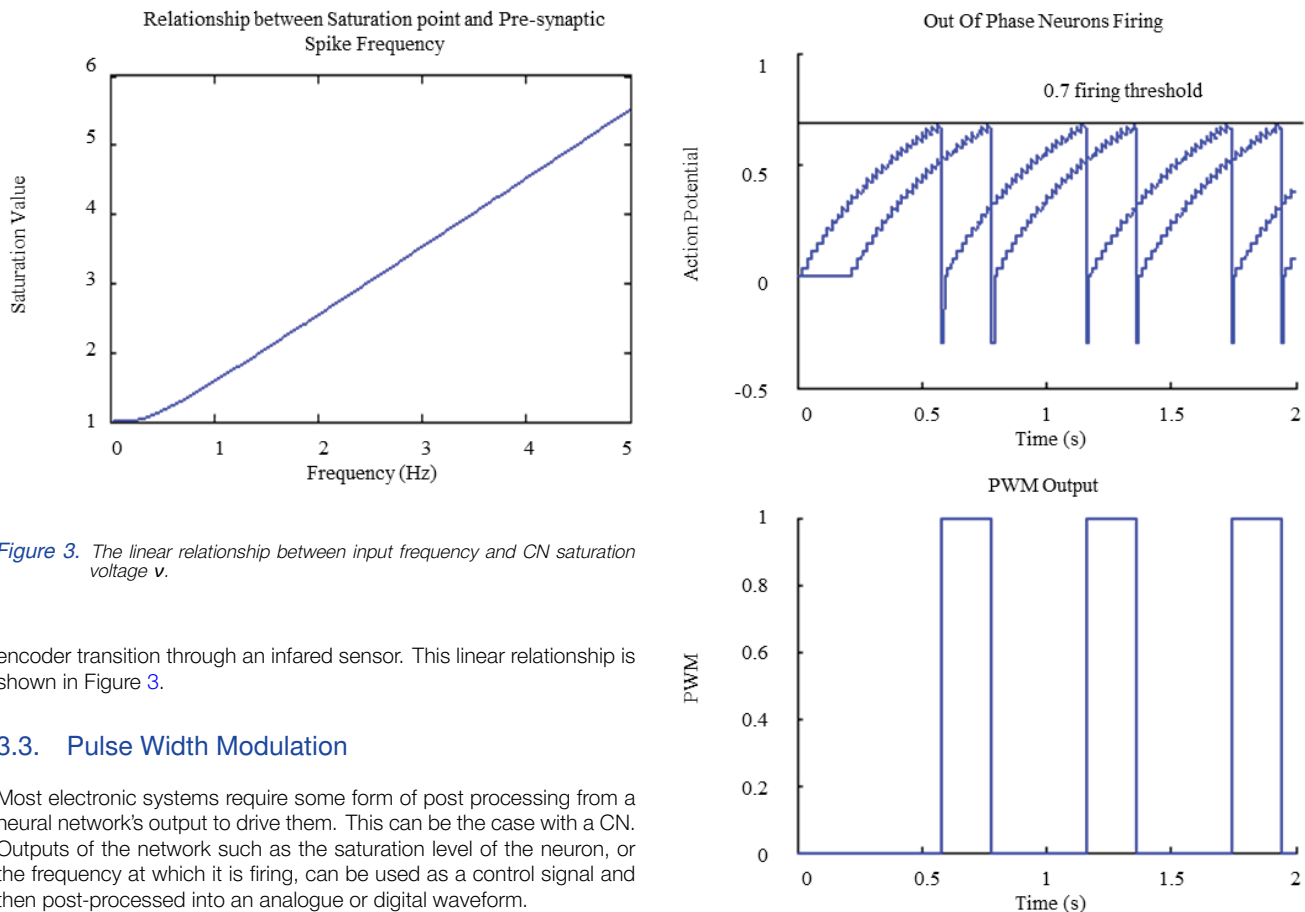 Relationship between Saturation point and Pre-synaptic
Spike Frequency
6
5
4
3
2
1
Saturation Value
0 1 2 3 4 5
Frequency (Hz)
Figure 3. The linear relationship between input frequency and CN saturation
voltage v.
encoder transition through an infared sensor. This linear relationship is
shown in Figure 3.
3.3. Pulse Width Modulation
Most electronic systems require some form of post processing from a
neural network's output to drive them. This can be the case with a CN.
Outputs of the network such as the saturation level of the neuron, or
the frequency at which it is firing, can be used as a control signal and
then post-processed into an analogue or digital waveform.
Out Of Phase Neurons Firing
0.7 firing threshold
1
0.5
0
-0.5
Action Potential
0 0.5 1 1.5 2
Time (s)
PWM Output
1
0.8
0.6
0.4
0.2
0
PWM
0 0.5 1 1.5 2
Time (s)